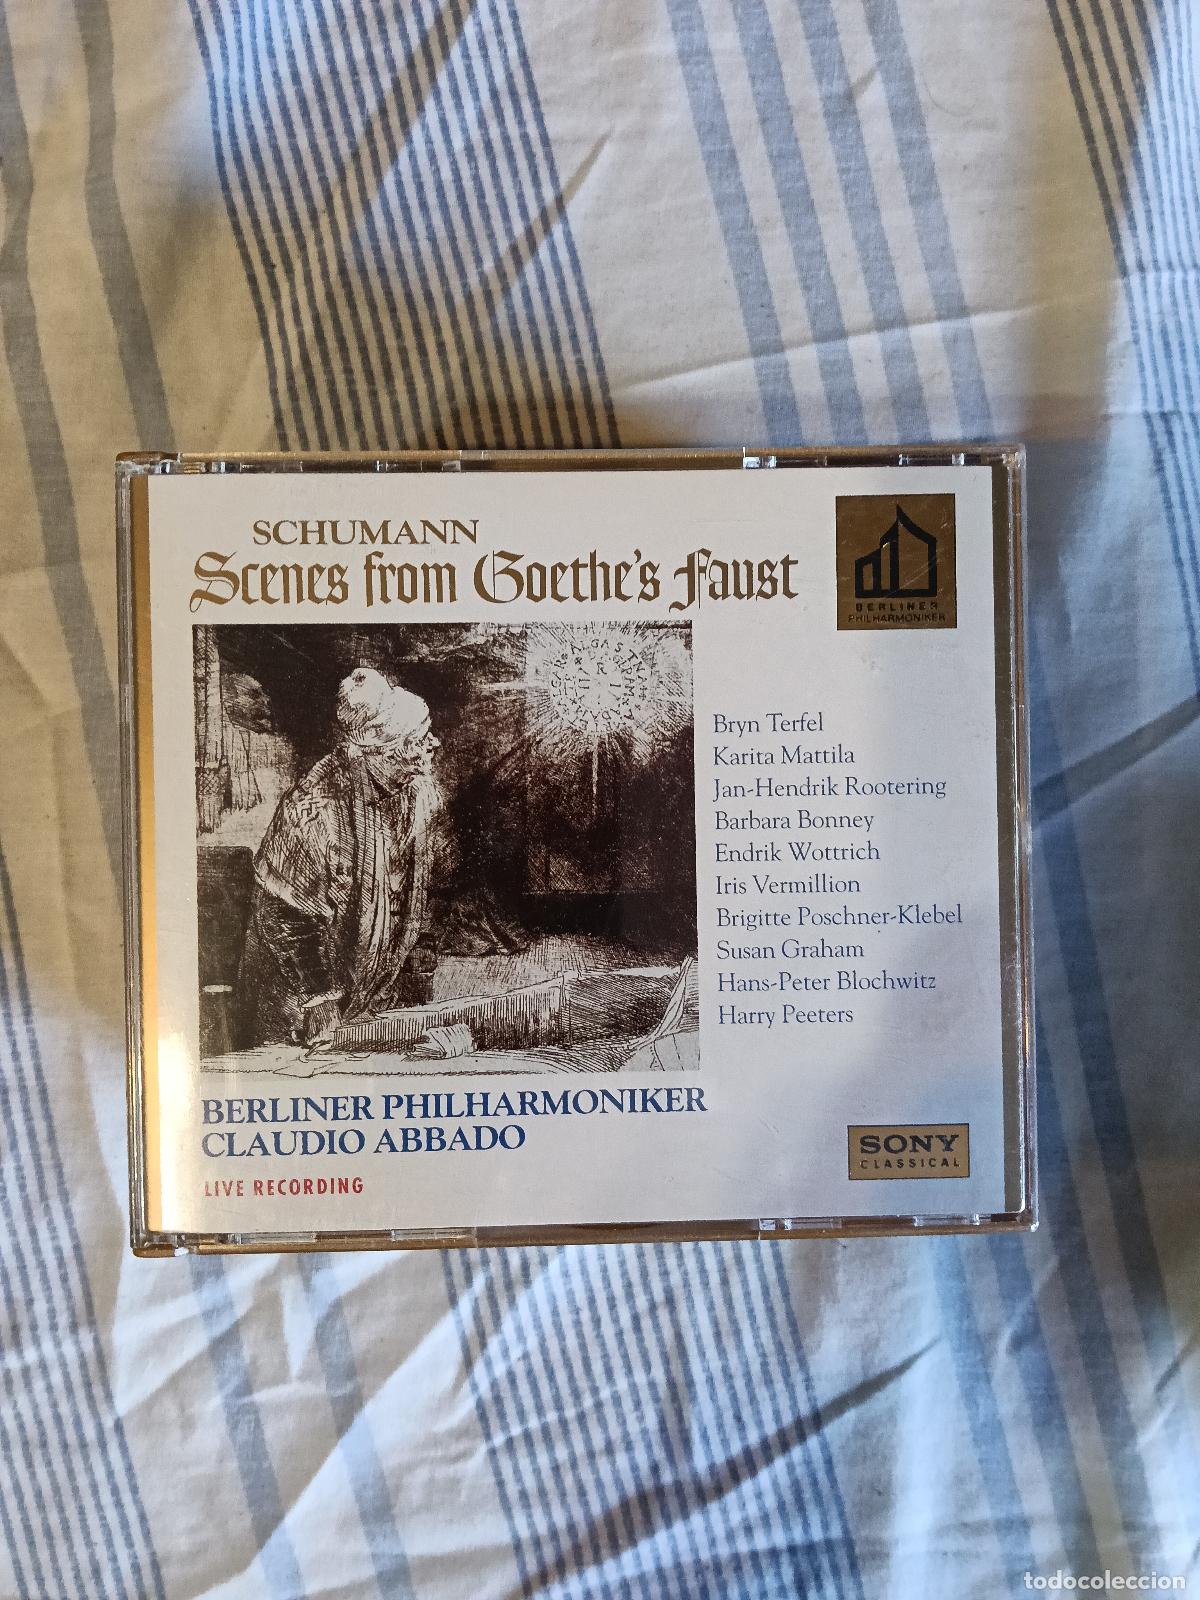 SCHUMANN
Scenes from Goethe's Faust
BERLINER
PHILHARMONIKER
Bryn Terfel
Karita Mattila
Jan-Hendrik Rootering
Barbara Bonney
Endrik Wottrich
Iris Vermillion
Brigitte Poschner-Klebel
Susan Graham
Hans-Peter Blochwitz
Harry Peeters
BERLINER PHILHARMONIKER
CLAUDIO ABBADO
LIVE RECORDING
SONY
CLASSICAL
todocoleccion